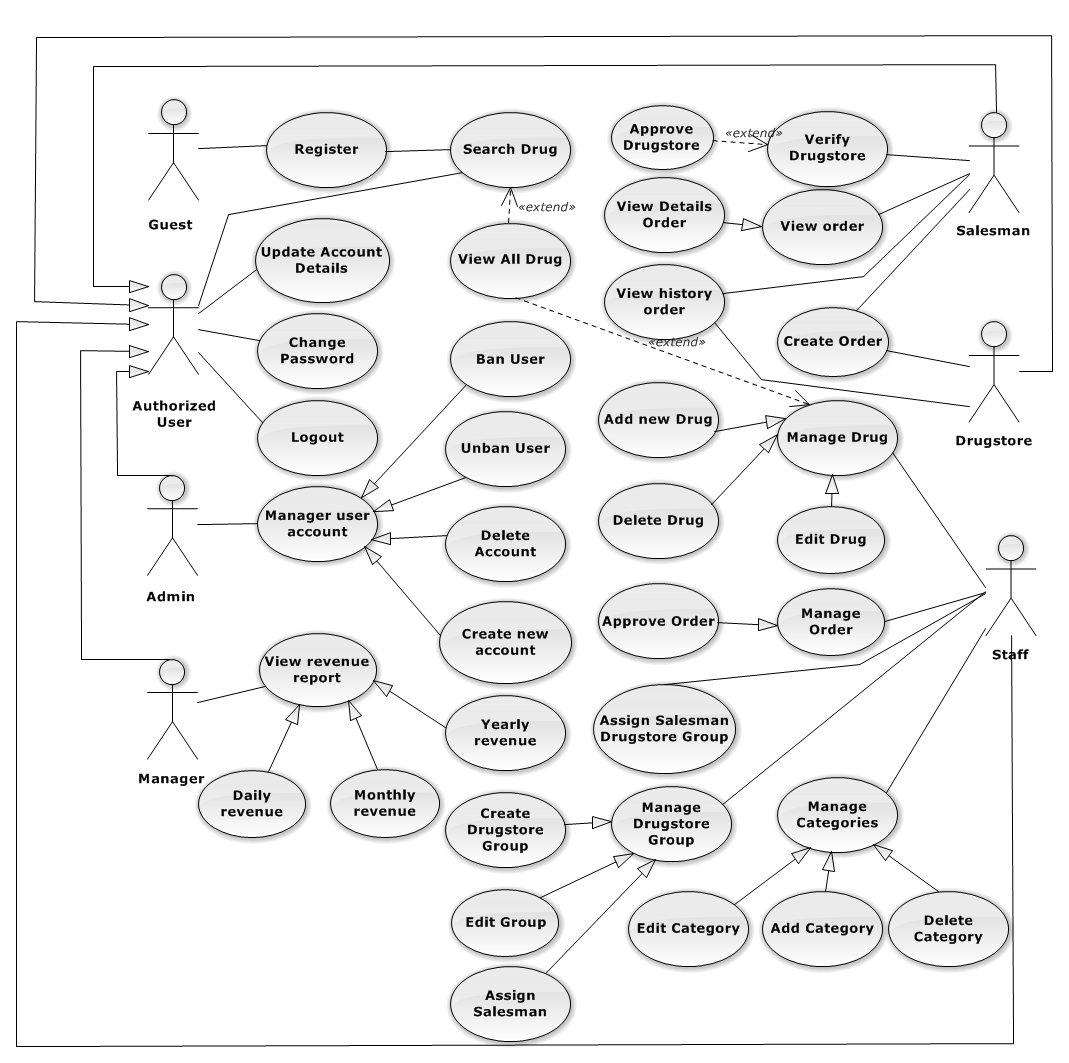 Guest
Register
Search Drug
«extend»
View All Drug
Approve
Drugstore
«extend»
Verify
Drugstore
View Details
Order
View order
Salesman
View history
order
«extend»
Create Order
Drugstore
Update Account
Details
Change
Password
Logout
Authorized
User
Ban User
Unban User
Manager user
account
Delete
Account
Create new
account
Admin
Add new Drug
Manage Drug
Delete Drug
Edit Drug
Approve Order
Manage
Order
Staff
View revenue
report
Yearly
revenue
Manager
Daily
revenue
Monthly
revenue
Assign Salesman
Drugstore Group
Create
Drugstore
Group
Manage
Drugstore
Group
Manage
Categories
Edit Group
Edit Category
Add Category
Delete
Category
Assign
Salesman